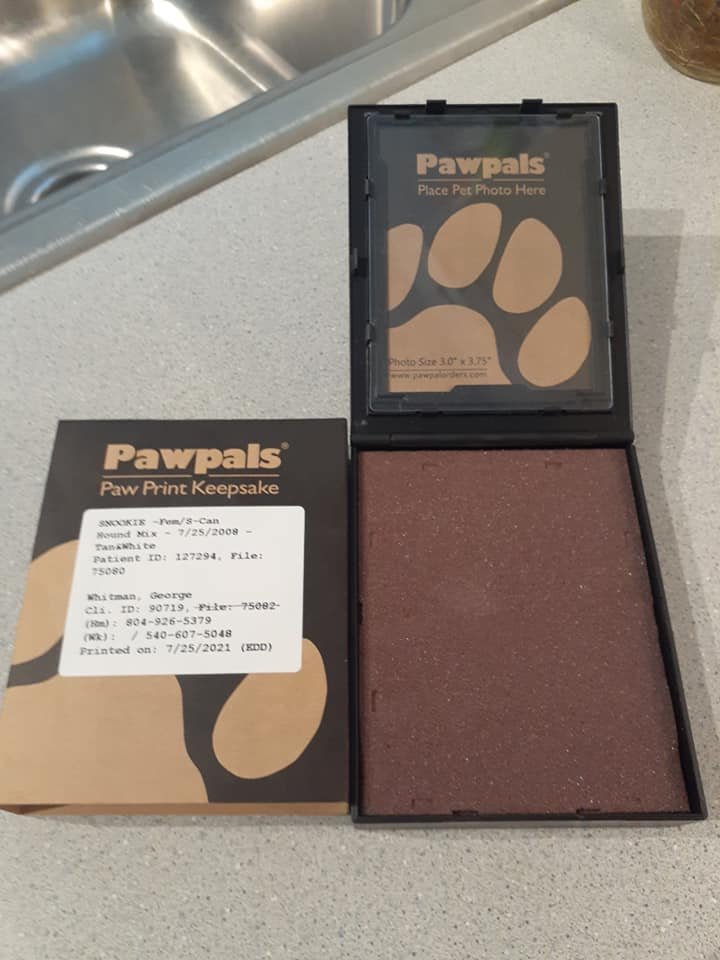 Pawpals®
Place Pet Photo Here
Photo Size 3.0" x 3.75"
www.pawpalorders.com
Pawpals®
Paw Print Keepsake
SNOOKIE -Fem/S-Can
Hound Mix - 7/25/2008 -
Tan&White
Patient ID: 127294, File:
75080
Whitman, George
Cli. ID: 90719, File: 75082
(Hm): 804-926-5379
(Wk): / 540-607-5048
Printed on: 7/25/2021 (EDD)